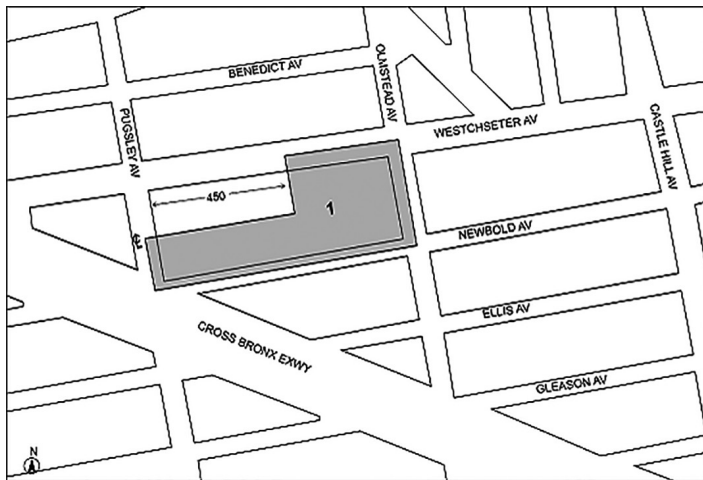 BENEDICT AV
OLMSTEAD AV
PUGSLEY AV
WESTCHSETER AV
CASTLE HILL AV
450
1
NEWBOLD AV
ELLIS AV
CROSS BRONX EXWY
GLEASON AV
N